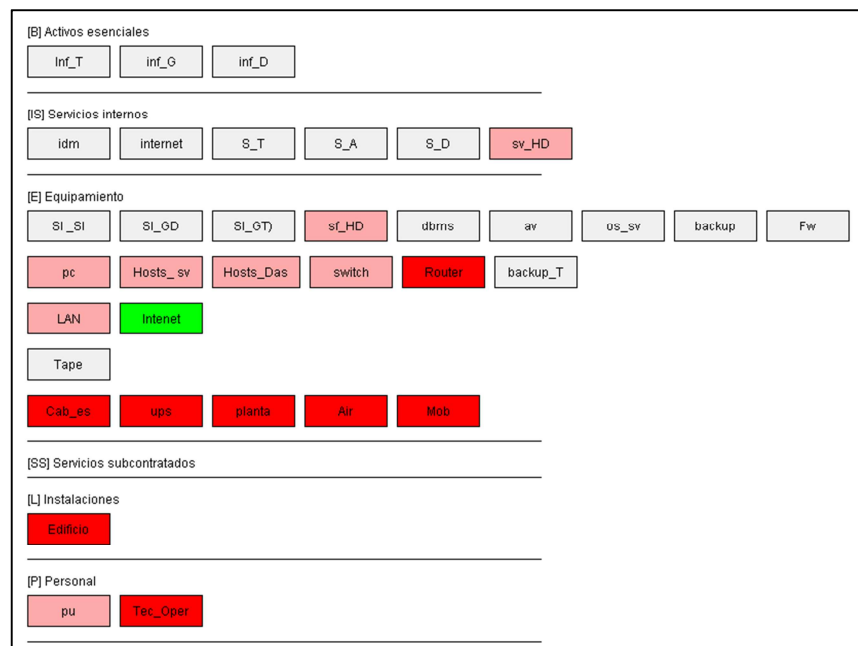 [B] Activos esenciales
Inf_T inf_G inf_D
[IS] Servicios internos
idm internet S_T S_A S_D sv_HD
[E] Equipamiento
SI_SI SI_GD SI_GT) sf_HD dbms av os_sv backup Fw
pc Hosts_sv Hosts_Das switch Router backup_T
LAN Intenet
Tape
Cab_es ups planta Air Mob
[SS] Servicios subcontratados
[L] Instalaciones
Edificio
[P] Personal
pu Tec_Oper